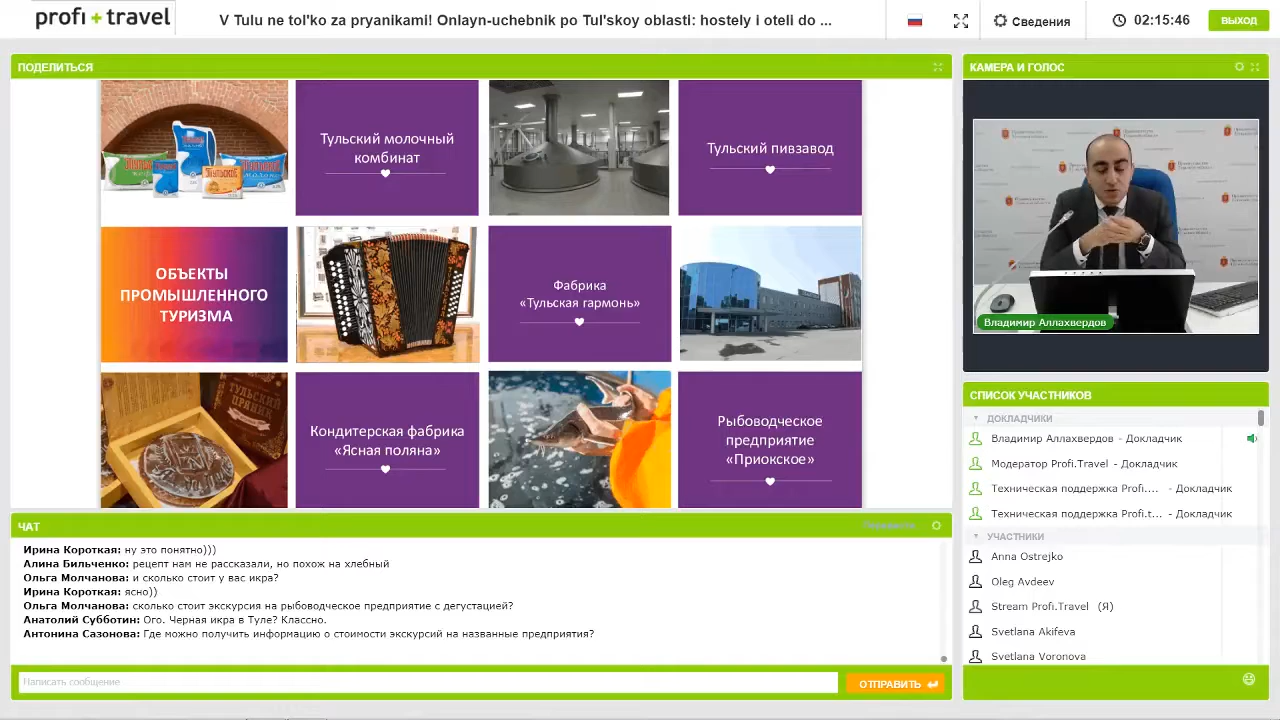 profi + travel
V Tulu ne tol'ko za pryanikami! Onlayn-uchebnik po Tul'skoy oblasti: hostely i oteli do ...
Сведения
02:15:46
ВЫХОД
ПОДЕЛИТЬСЯ
Тульский молочный
комбинат
Тульский пивзавод
ОБЪЕКТЫ
ПРОМЫШЛЕННОГО
ТУРИЗМА
Фабрика
«Тульская гармонь»
ТУЛЬСКИЙ
ПРЯНИК
Кондитерская фабрика
«Ясная поляна»
Рыбоводческое
предприятие
«Приокское»
КАМЕРА И ГОЛОС
Владимир Аллахвердов
СПИСОК УЧАСТНИКОВ
ДОКЛАДЧИКИ
Владимир Аллахвердов - Докладчик
Модератор Profi.Travel - Докладчик
Техническая поддержка Profi.... - Докладчик
Техническая поддержка Profi.t... - Докладчик
УЧАСТНИКИ
Anna Ostrejko
Oleg Avdeev
Stream Profi.Travel (Я)
Svetlana Akifeva
Svetlana Voronova
ЧАТ
Ирина Короткая: ну это понятно)))
Алина Бильченко: рецепт нам не рассказали, но похож на хлебный
Ольга Молчанова: и сколько стоит у вас икра?
Ирина Короткая: ясно))
Ольга Молчанова: сколько стоит экскурсия на рыбоводческое предприятие с дегустацией?
Анатолий Субботин: Ого. Черная икра в Туле? Классно.
Антонина Сазонова: Где можно получить информацию о стоимости экскурсий на названные предприятия?
Написать сообщение
ОТПРАВИТЬ